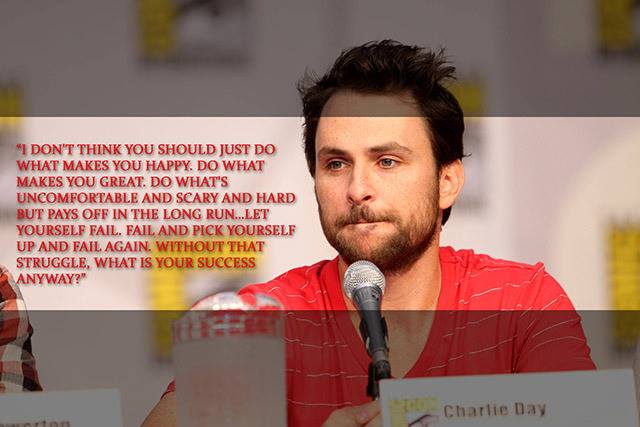 “I DON'T THINK YOU SHOULD JUST DO
WHAT MAKES YOU HAPPY. DO WHAT
MAKES YOU GREAT. DO WHAT'S
UNCOMFORTABLE AND SCARY AND HARD
BUT PAYS OFF IN THE LONG RUN...LET
YOURSELF FAIL. FAIL AND PICK YOURSELF
UP AND FAIL AGAIN. WITHOUT THAT
STRUGGLE, WHAT IS YOUR SUCCESS
ANYWAY?”
Charlie Day